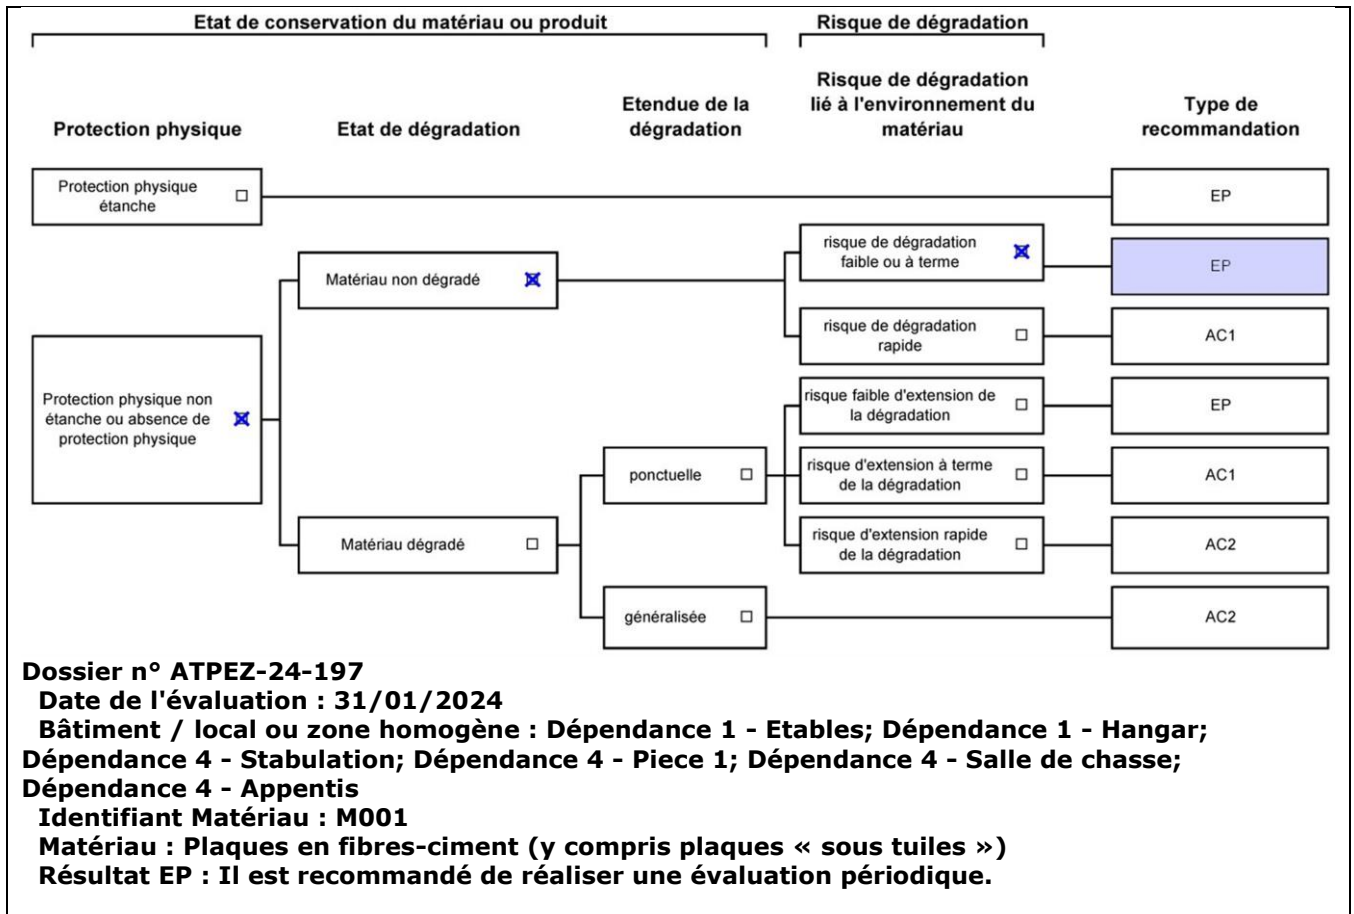 Etat de conservation du matériau ou produit
Risque de dégradation
Protection physique
Etat de dégradation
Etendue de la
dégradation
Risque de dégradation
lié à l'environnement du
matériau
Type de
recommandation
Protection physique
étanche
EP
Protection physique non
étanche ou absence de
protection physique
Matériau non dégradé
risque de dégradation
faible ou à terme
EP
risque de dégradation
rapide
AC1
Matériau dégradé
ponctuelle
risque faible d'extension de
la dégradation
EP
risque d'extension à terme
de la dégradation
AC1
risque d'extension rapide
de la dégradation
AC2
généralisée
AC2
Dossier n° ATPEZ-24-197
Date de l'évaluation : 31/01/2024
Bâtiment / local ou zone homogène : Dépendance 1 - Etables; Dépendance 1 - Hangar;
Dépendance 4 - Stabulation; Dépendance 4 - Piece 1; Dépendance 4 - Salle de chasse;
Dépendance 4 - Appentis
Identifiant Matériau : M001
Matériau : Plaques en fibres-ciment (y compris plaques « sous tuiles »)
Résultat EP : Il est recommandé de réaliser une évaluation périodique.